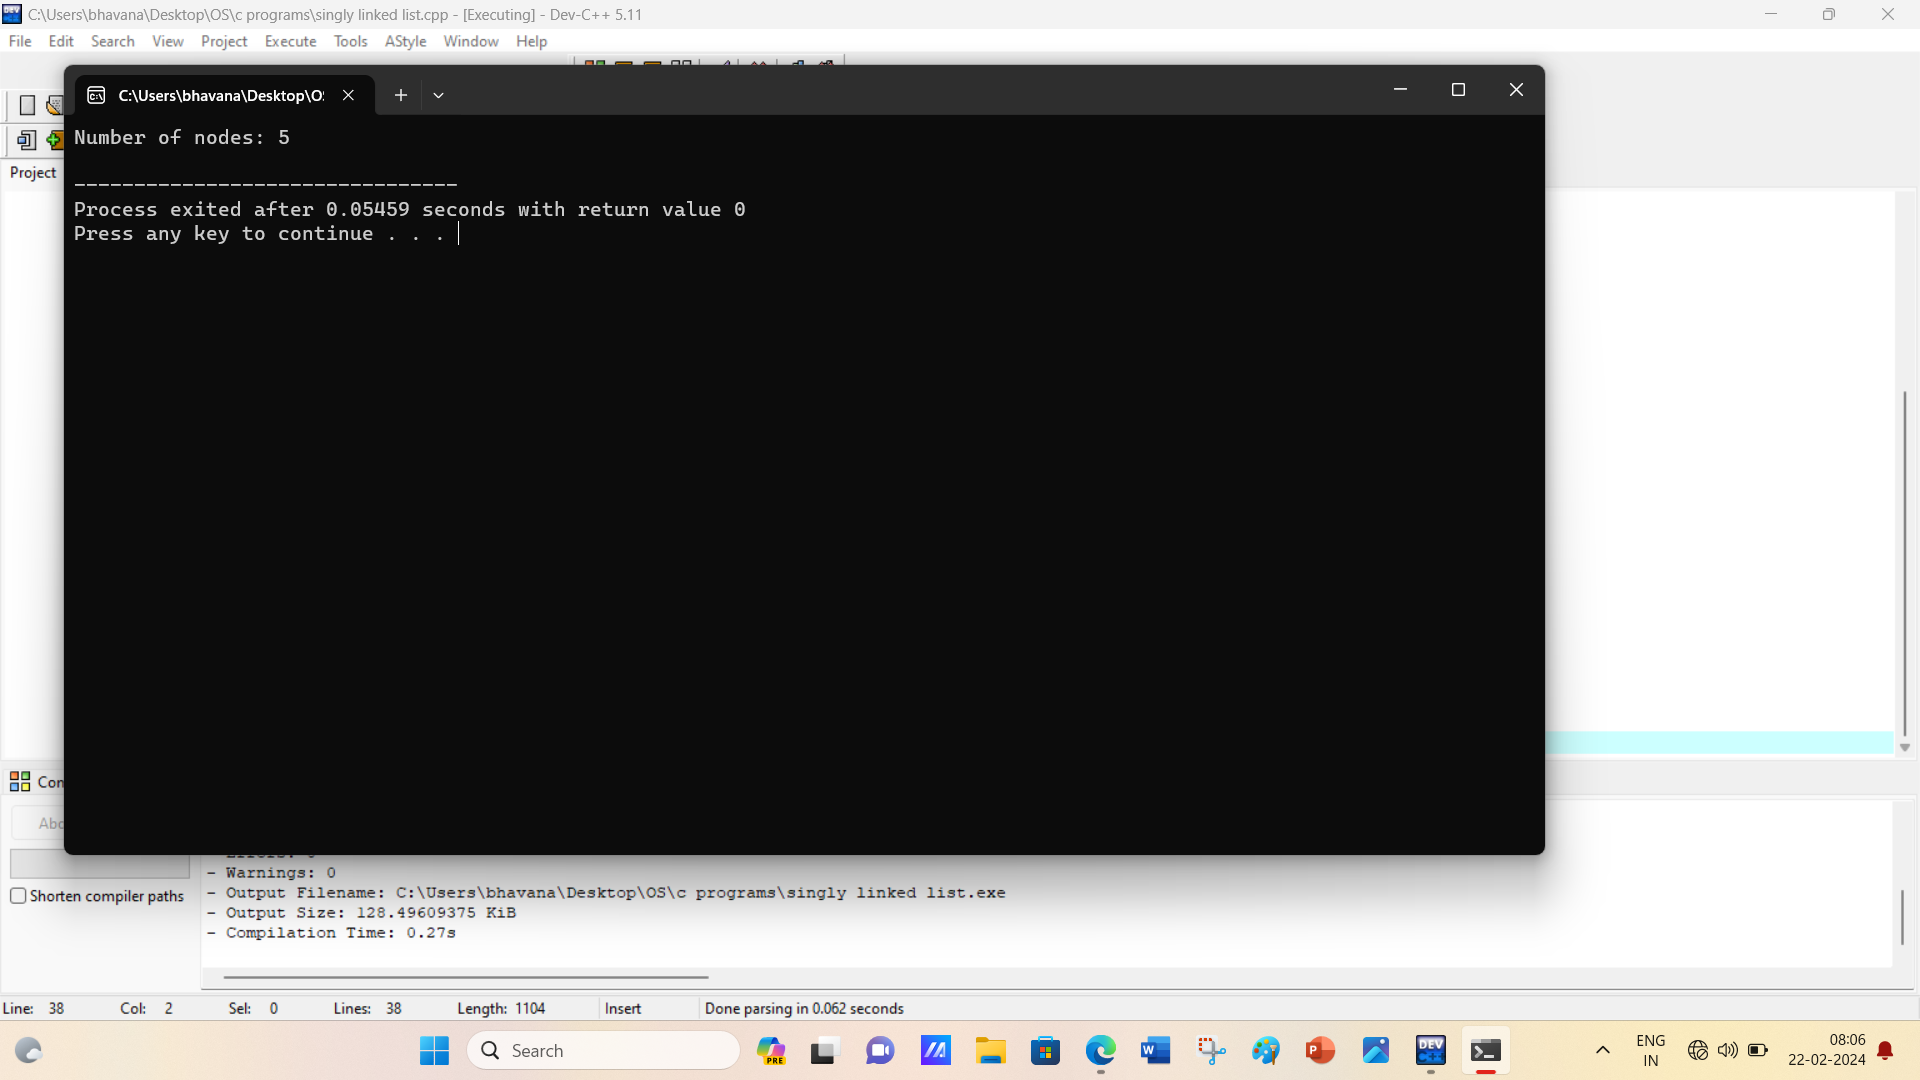 C:\Users\bhavana\Desktop\OS\c programs\singly linked list.cpp - [Executing] - Dev-C++ 5.11
File Edit Search View Project Execute Tools AStyle Window Help
C:\Users\bhavana\Desktop\O
Number of nodes: 5
--------------------------------
Process exited after 0.05459 seconds with return value 0
Press any key to continue . . .
Project
- Warnings: 0
- Output Filename: C:\Users\bhavana\Desktop\OS\c programs\singly linked list.exe
- Output Size: 128.49609375 KiB
- Compilation Time: 0.27s
Shorten compiler paths
Line: 38 Col: 2 Sel: 0 Lines: 38 Length: 1104 Insert Done parsing in 0.062 seconds
Search
PRE
DEV C++
ENG
IN
08:06
22-02-2024